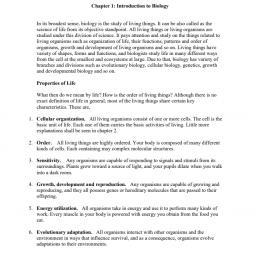 Chapter 1: Introduction to Biology
In its broadest sense, biology is the study of living things. It can be also called as the
science of life from its objective standpoint. All living things or living organisms are
studied under this division of science. It pays attention and study on the things related to
living organisms such as organization of life, their functions, patterns and order of
organisms, growth and development of living organisms and so on. Living things have
variety of shapes, forms and functions, and biologists study life in many different ways
from the cell at the smallest and ecosystem at large. Due to that, biology has variety of
branches and divisions such as evolutionary biology, cellular biology, genetics, growth
and developmental biology and so on.
Properties of Life
What then do we mean by life? How is the order of living things? Although there is no
exact definition of life in general, most of the living things share certain
characteristics. These are,
1. Cellular organization. All living organisms consist of one or more cells. The cell is the
basic unit of life. Each one of them carries the basic activities of living. Little more
explanations shall be seen in chapter 2.
2. Order. All living things are highly ordered. Your body is composed of many different
kinds of cells. Each containing may complex molecular structures.
3. Sensitivity. Any organisms are capable of responding to signals and stimuli from its
surroundings. Plants grow toward a source of light, and your pupils dilate when you walk
into a dark room.
4. Growth, development and reproduction. Any organisms are capable of growing and
reproducing, and they all possess genes or hereditary molecules that are passed to their
offspring.
5. Energy utilization. All organisms take in energy and use it to perform many kinds of
work. Every muscle in your body is powered with energy you obtain from the food you
eat.
6. Evolutionary adaptation. All organisms interact with other organisms and the
environment in ways that influence survival, and as a consequence, organisms evolve
adaptations to their environments.